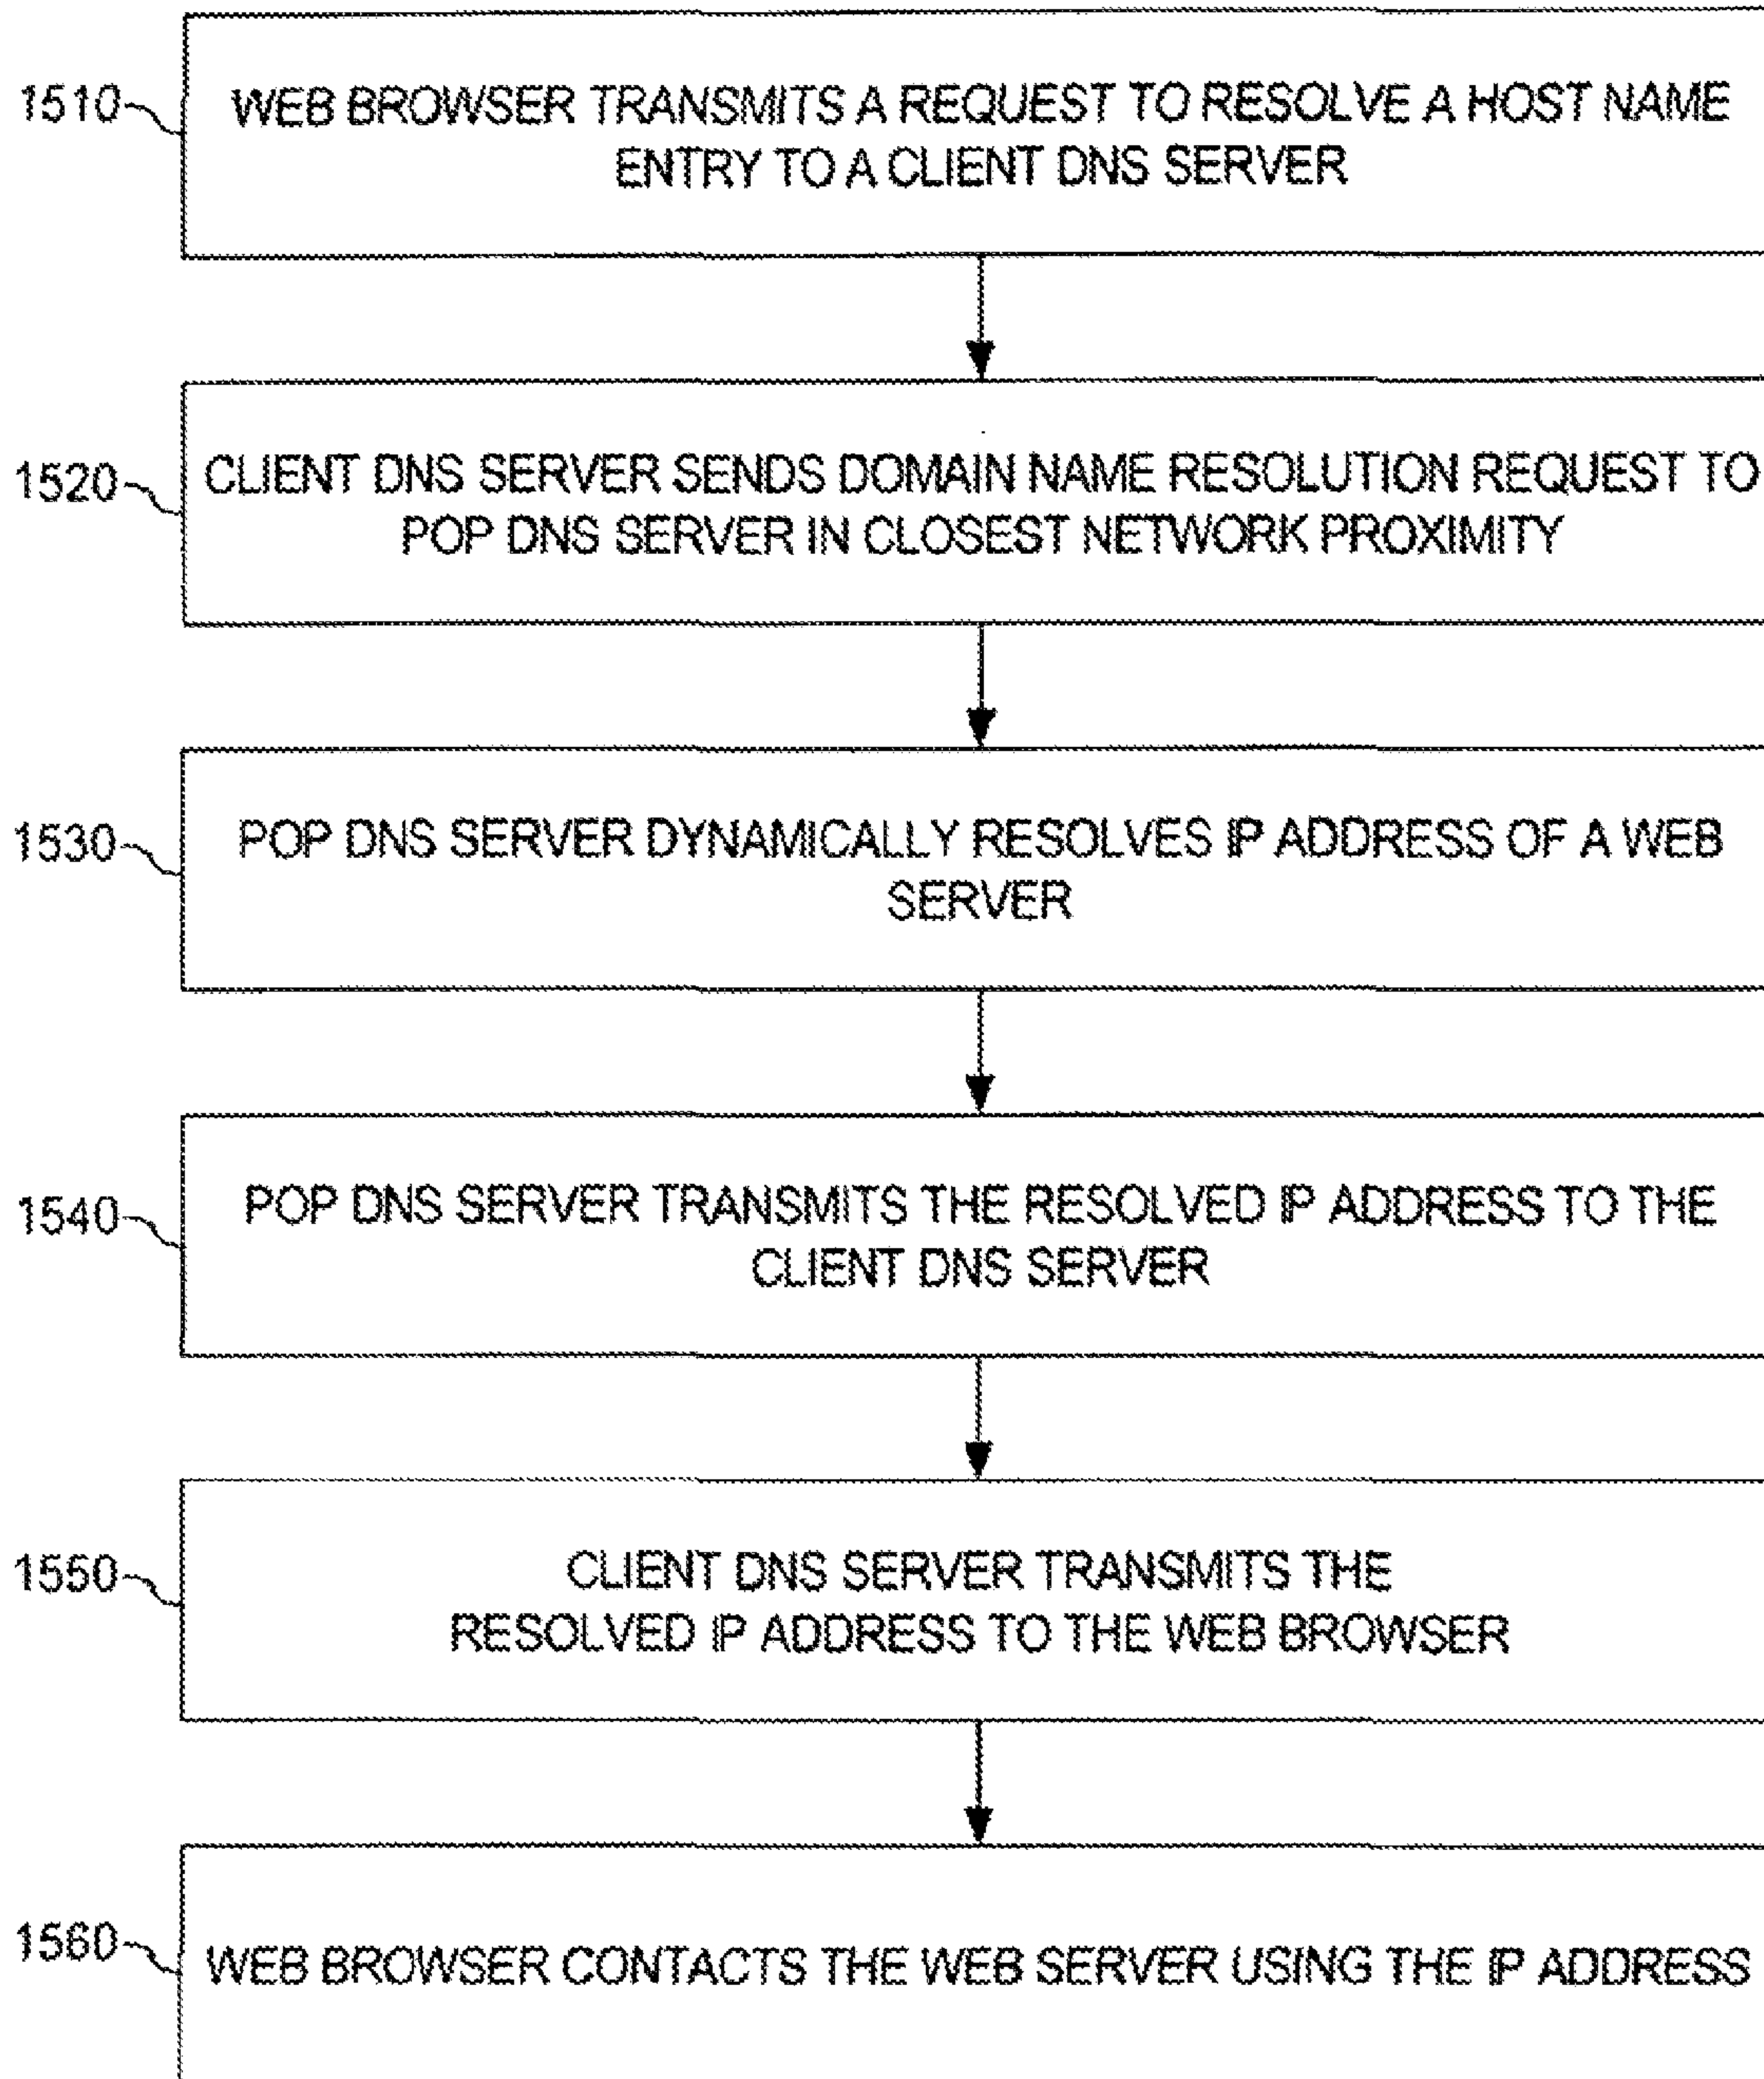 1510
WEB BROWSER TRANSMITS A REQUEST TO RESOLVE A HOST NAME
ENTRY TO A CLIENT DNS SERVER
1520
CLIENT DNS SERVER SENDS DOMAIN NAME RESOLUTION REQUEST TO
POP DNS SERVER IN CLOSEST NETWORK PROXIMITY
1530
POP DNS SERVER DYNAMICALLY RESOLVES IP ADDRESS OF A WEB
SERVER
1540
POP DNS SERVER TRANSMITS THE RESOLVED IP ADDRESS TO THE
CLIENT DNS SERVER
1550
CLIENT DNS SERVER TRANSMITS THE
RESOLVED IP ADDRESS TO THE WEB BROWSER
1560
WEB BROWSER CONTACTS THE WEB SERVER USING THE IP ADDRESS